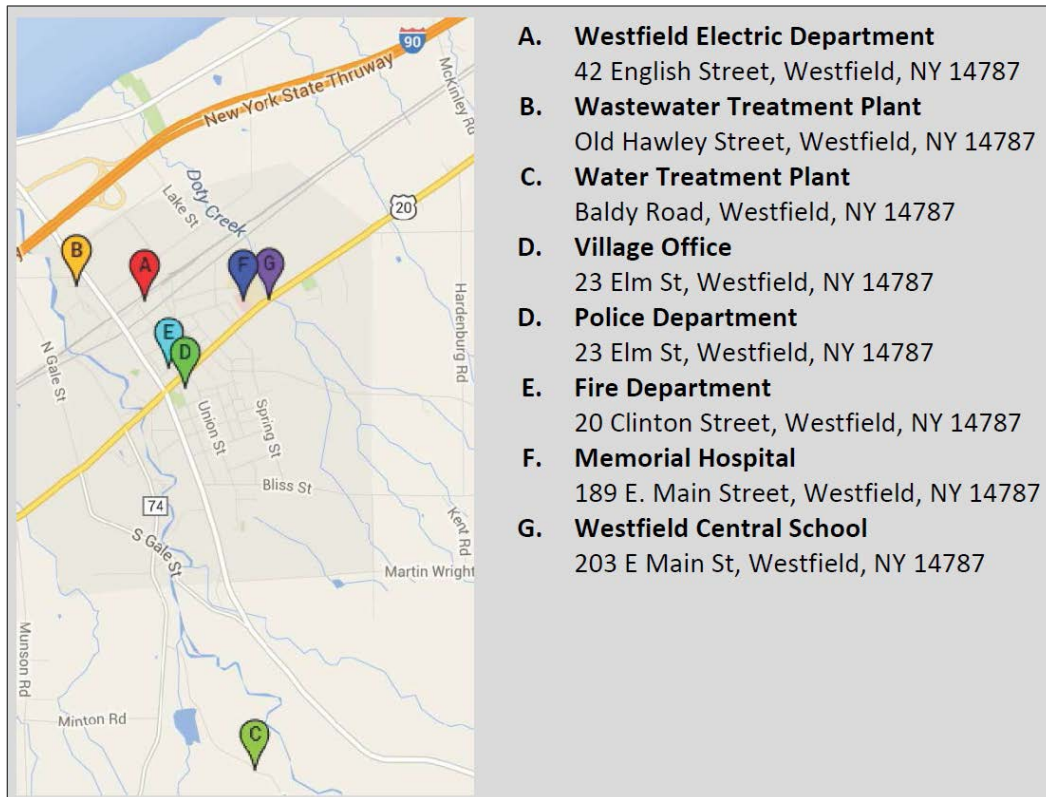 90
New York State Thruway
McKinley Rd
Lake St
Doty Creek
20
B
A
F
G
E
D
Hardenburg Rd
N Gale St
Union St
Spring St
Bliss St
74
S Gale St
Kent Rd
Martin Wright
Munson Rd
Minton Rd
C
A. Westfield Electric Department
42 English Street, Westfield, NY 14787
B. Wastewater Treatment Plant
Old Hawley Street, Westfield, NY 14787
C. Water Treatment Plant
Baldy Road, Westfield, NY 14787
D. Village Office
23 Elm St, Westfield, NY 14787
D. Police Department
23 Elm St, Westfield, NY 14787
E. Fire Department
20 Clinton Street, Westfield, NY 14787
F. Memorial Hospital
189 E. Main Street, Westfield, NY 14787
G. Westfield Central School
203 E Main St, Westfield, NY 14787